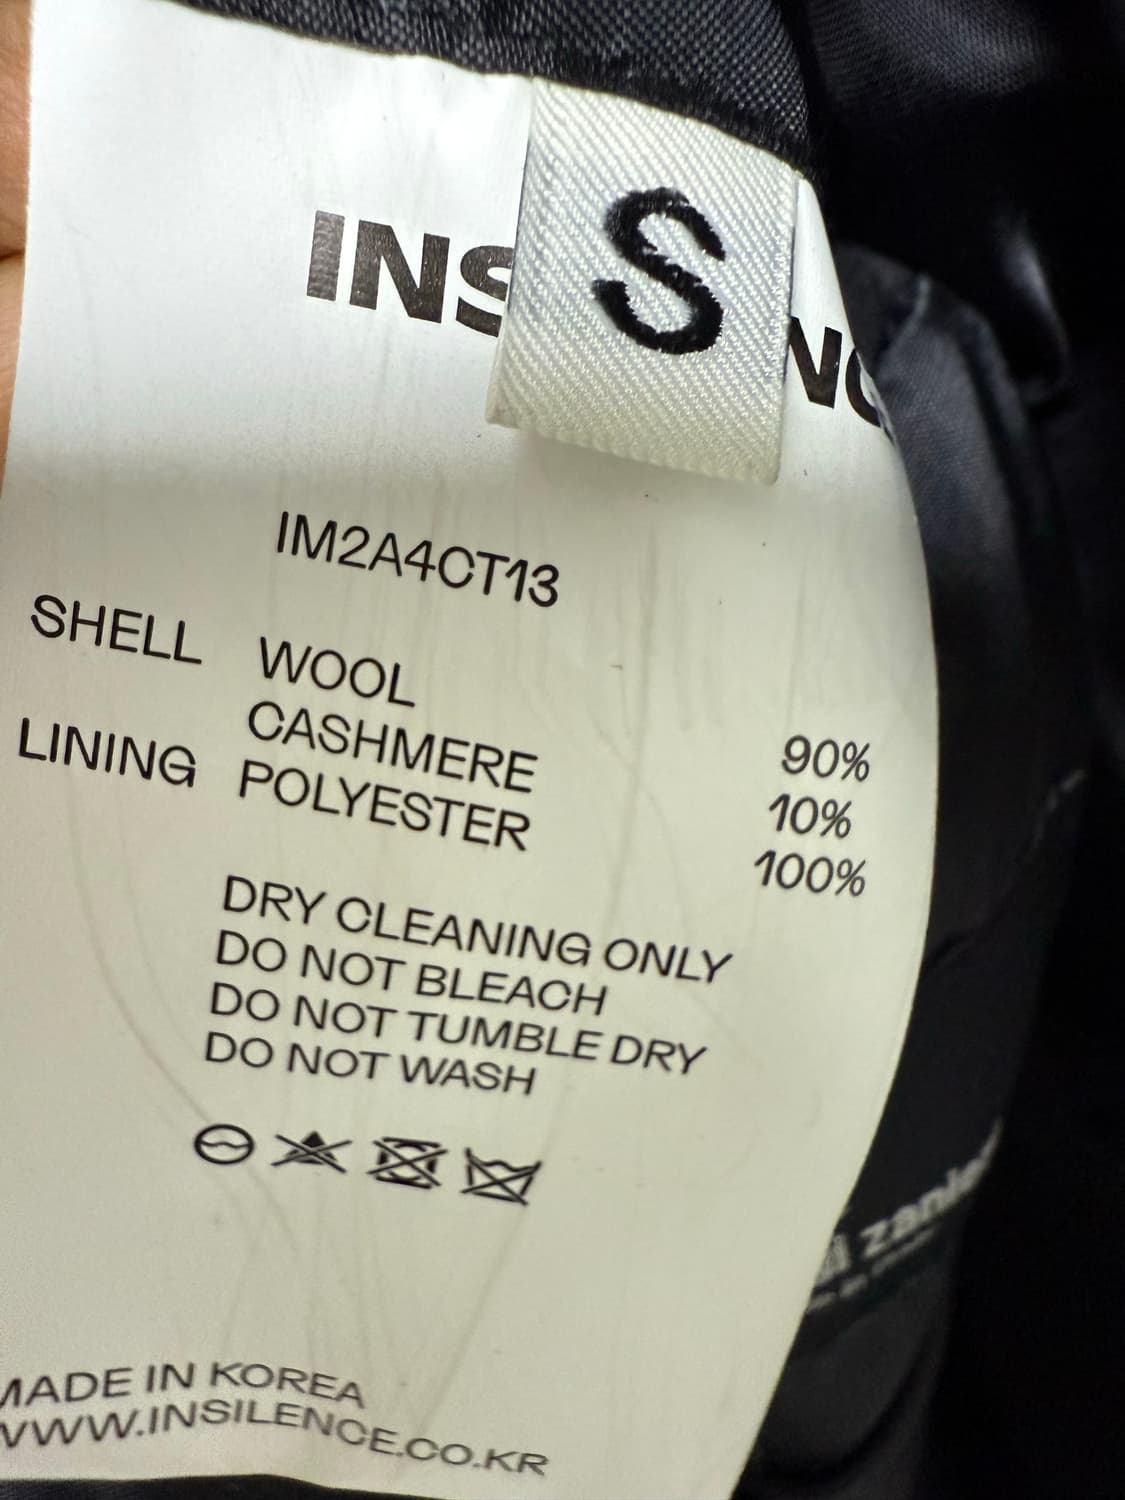 INS
S
NC
IM2A4CT13
SHELL WOOL 90%
CASHMERE 10%
LINING POLYESTER 100%
DRY CLEANING ONLY
DO NOT BLEACH
DO NOT TUMBLE DRY
DO NOT WASH
MADE IN KOREA
WWW.INSILENCE.CO.KR